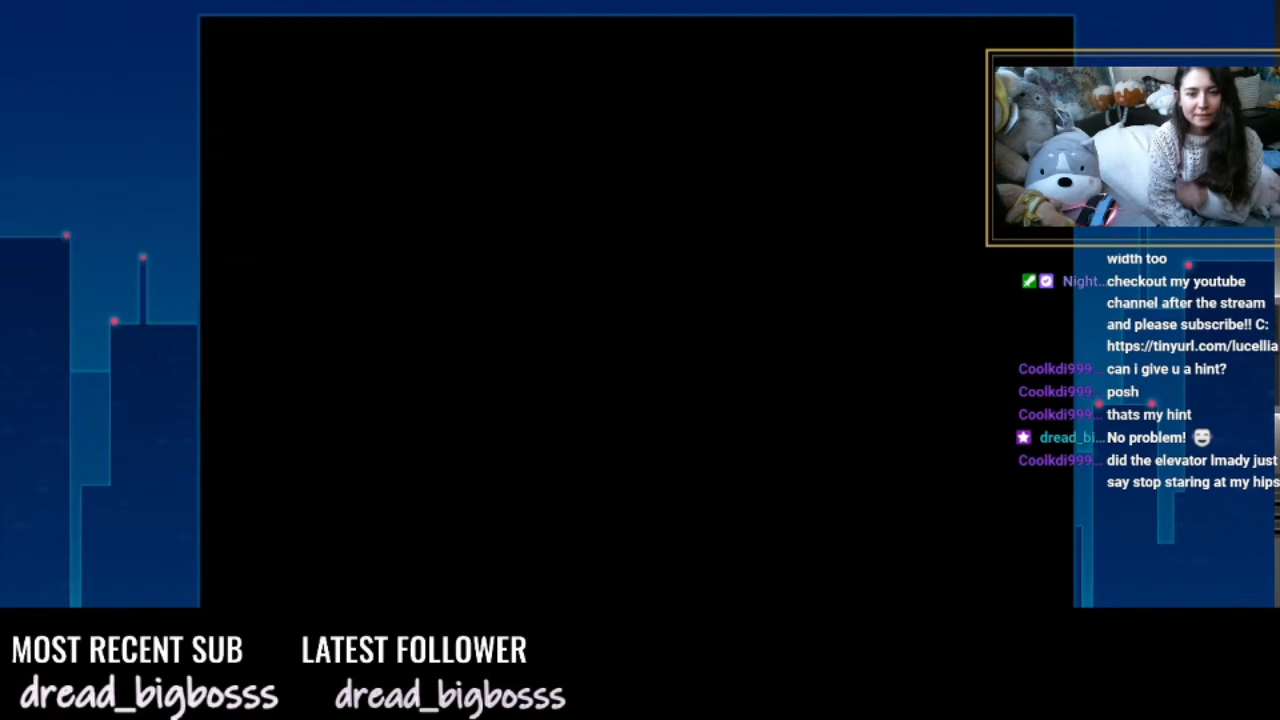 width too
Night...checkout my youtube
channel after the stream
and please subscribe!! C:
https://tinyurl.com/lucellia
Coolkdi999... can i give u a hint?
Coolkdi999... posh
Coolkdi999... thats my hint
dread_bi...No problem!
Coolkdi999... did the elevator lmady just
say stop staring at my hips
MOST RECENT SUB LATEST FOLLOWER
dread_bigbosss dread_bigbosss